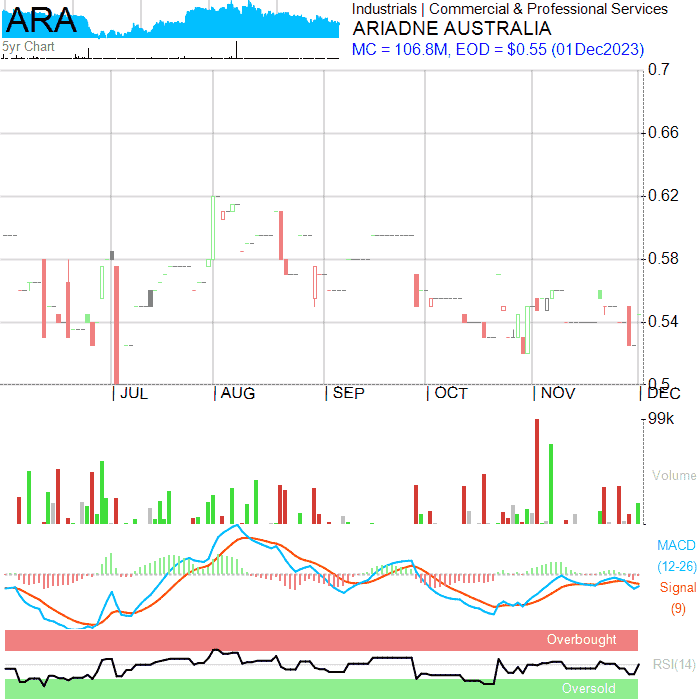 ARA
5yr Chart
Industrials | Commercial & Professional Services
ARIADNE AUSTRALIA
MC = 106.8M, EOD = $0.55 (01Dec2023)
0.7
0.66
0.62
0.58
0.54
0.5
| JUL | AUG | SEP | OCT | NOV | DEC
99k
Volume
MACD
(12-26)
Signal
(9)
Overbought
RSI(14)
Oversold